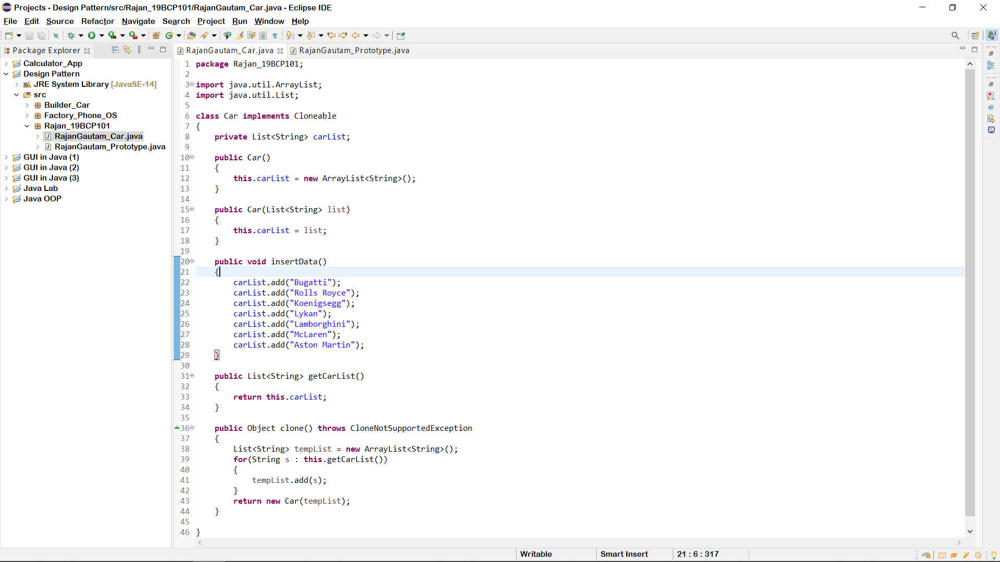 Projects - Design Pattern/src/Rajan_19BCP101/RajanGautam_Car.java - Eclipse IDE
File Edit Source Refactor Navigate Search Project Run Window Help
Package Explorer
RajanGautam_Car.java
RajanGautam_Prototype.java
Calculator_App
Design Pattern
JRE System Library [JavaSE-14]
src
Builder_Car
Factory_Phone_OS
Rajan_19BCP101
RajanGautam_Car.java
RajanGautam_Prototype.java
GUI in Java (1)
GUI in Java (2)
GUI in Java (3)
Java Lab
Java OOP
1 package Rajan_19BCP101;
2
3 import java.util.ArrayList;
4 import java.util.List;
5
6 class Car implements Cloneable
7 {
8     private List<String> carList;
9
10     public Car()
11     {
12         this.carList = new ArrayList<String>();
13     }
14
15     public Car(List<String> list)
16     {
17         this.carList = list;
18     }
19
20     public void insertData()
21     {
22         carList.add("Bugatti");
23         carList.add("Rolls Royce");
24         carList.add("Koenigsegg");
25         carList.add("Lykan");
26         carList.add("Lamborghini");
27         carList.add("McLaren");
28         carList.add("Aston Martin");
29     }
30
31     public List<String> getCarList()
32     {
33         return this.carList;
34     }
35
36     public Object clone() throws CloneNotSupportedException
37     {
38         List<String> tempList = new ArrayList<String>();
39         for(String s : this.getCarList())
40         {
41             tempList.add(s);
42         }
43         return new Car(tempList);
44     }
45
46 }
Writable Smart Insert 21 : 6 : 317